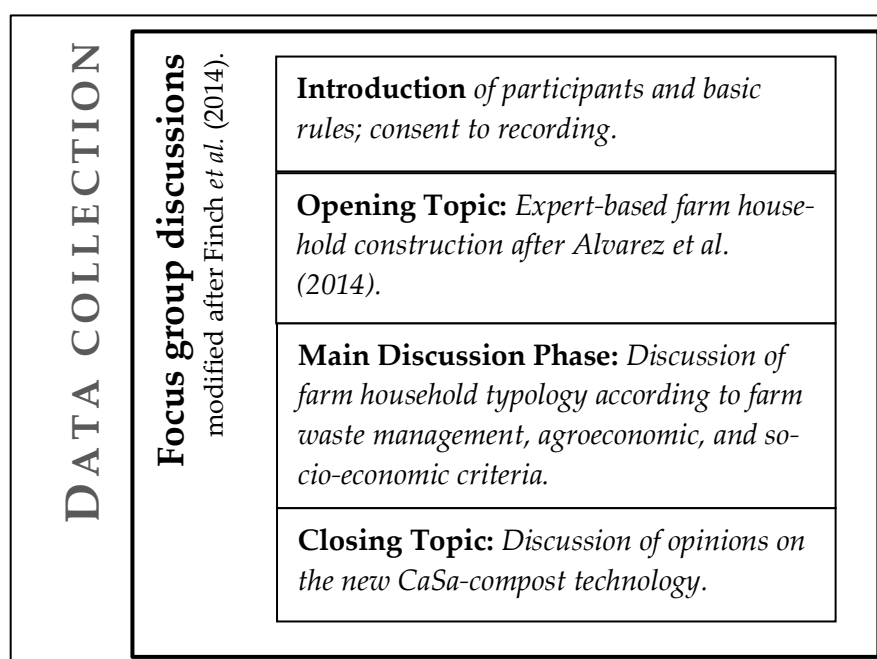 DATA COLLECTION
Focus group discussions
modified after Finch et al. (2014).
Introduction of participants and basic
rules; consent to recording.
Opening Topic: Expert-based farm house-
hold construction after Alvarez et al.
(2014).
Main Discussion Phase: Discussion of
farm household typology according to farm
waste management, agroeconomic, and so-
cio-economic criteria.
Closing Topic: Discussion of opinions on
the new CaSa-compost technology.